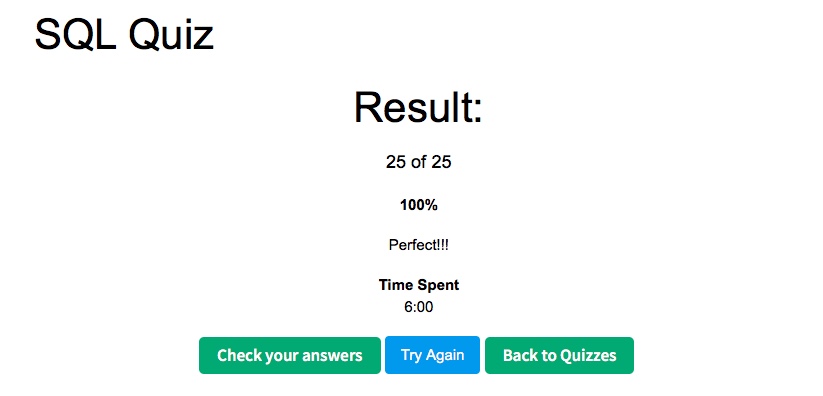 SQL Quiz
Result:
25 of 25
100%
Perfect!!!
Time Spent
6:00
Check your answers Try Again Back to Quizzes